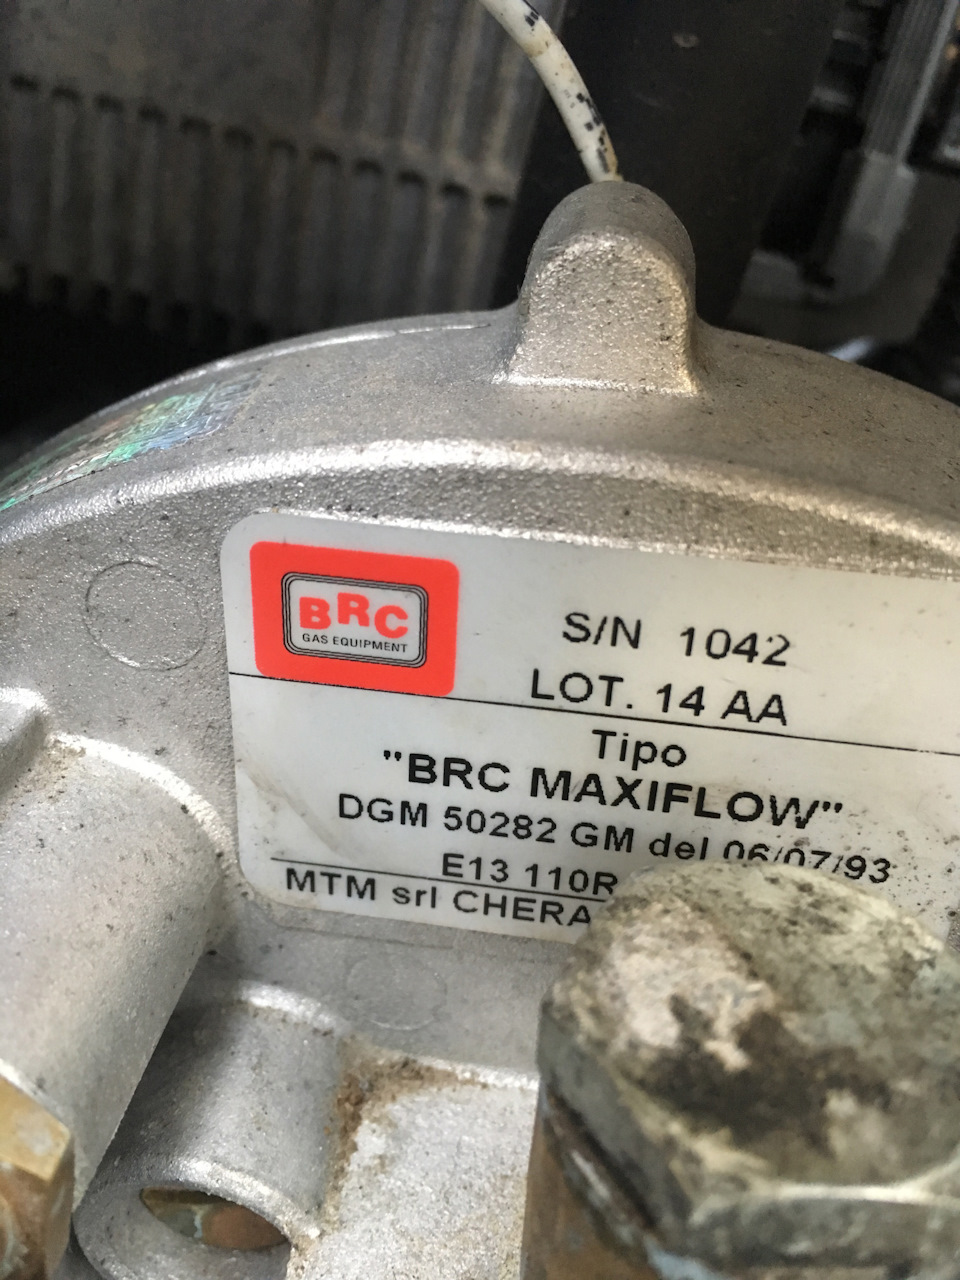 BRC
GAS EQUIPMENT
S/N 1042
LOT. 14 AA
Tipo
"BRC MAXIFLOW"
DGM 50282 GM del 06/07/93
E13 110R
MTM srl